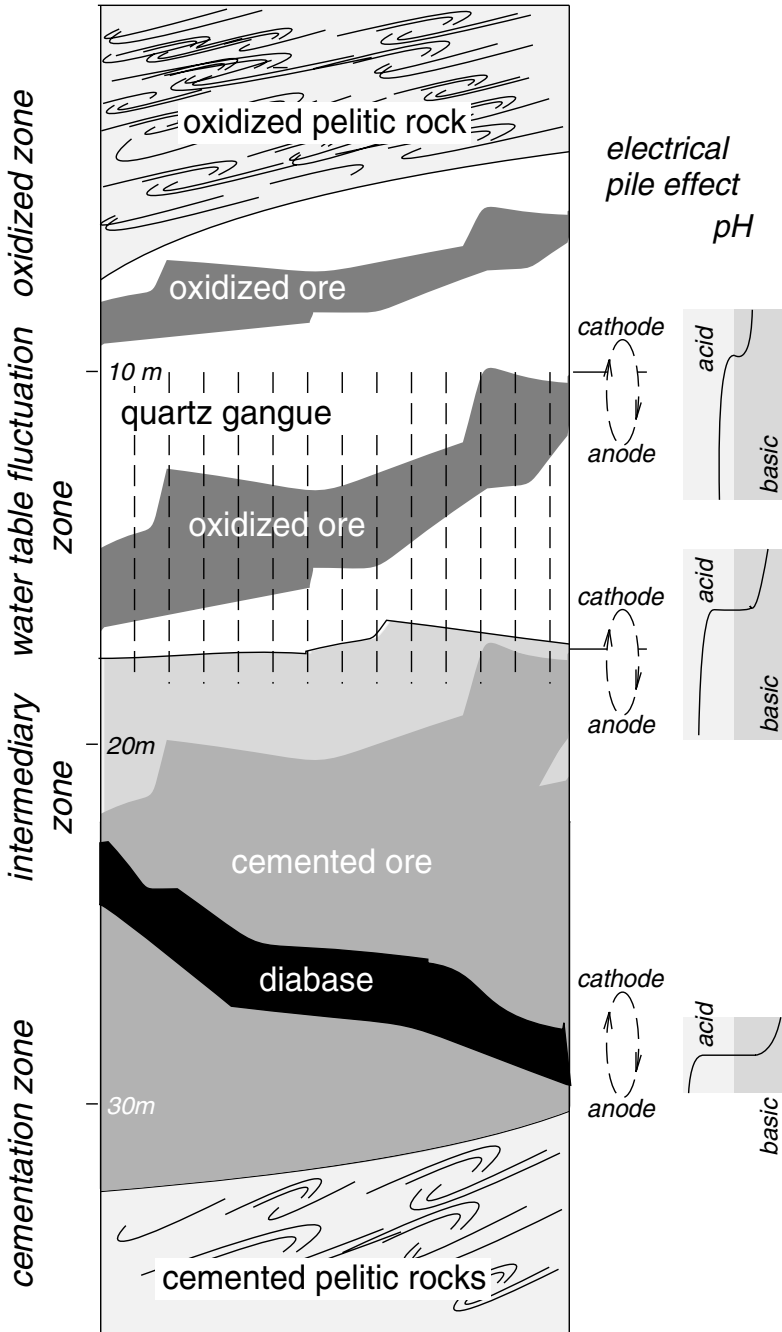 oxidized zone
water table fluctuation
zone
intermediary
zone
cementation zone
oxidized pelitic rock
oxidized ore
10 m
quartz gangue
oxidized ore
20m
cemented ore
diabase
30m
cemented pelitic rocks
electrical
pile effect
pH
cathode
anode
acid
basic
cathode
anode
acid
basic
cathode
anode
acid
basic